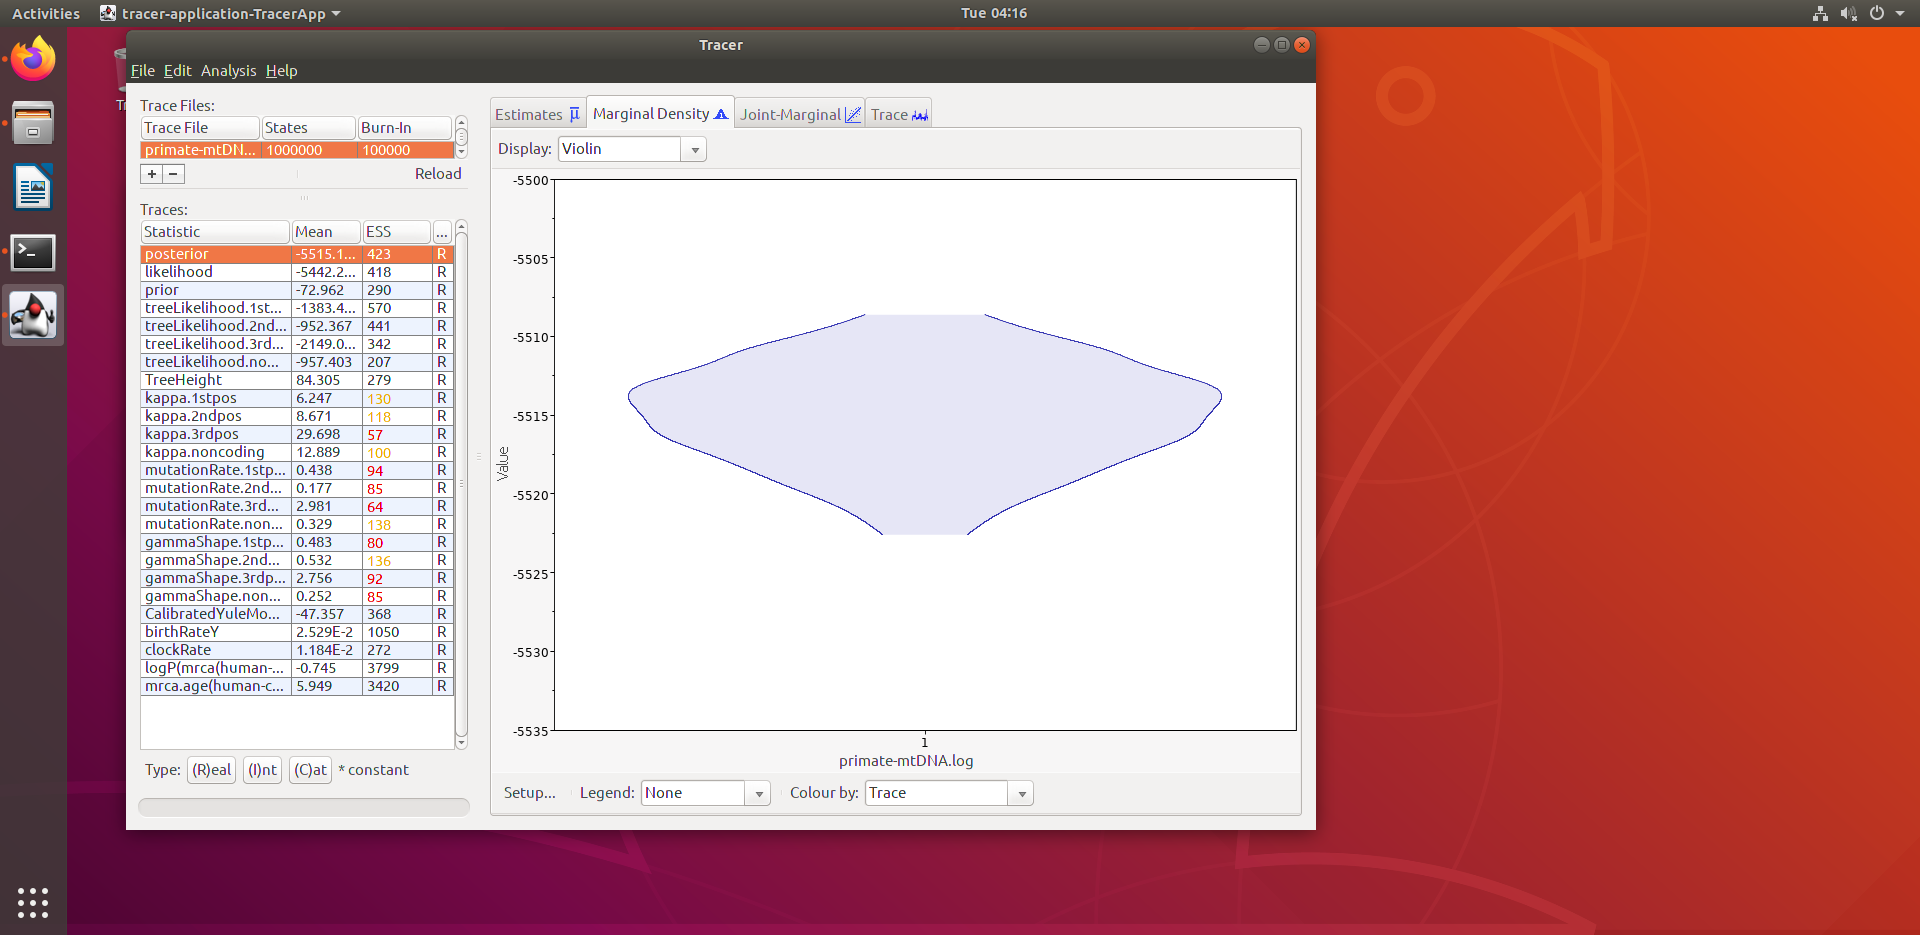 Activities tracer-application-TracerApp Tue 04:16
Tracer
File Edit Analysis Help
Trace Files:
Trace File States Burn-In
primate-mtDN... 1000000 100000
+ − Reload
Traces:
Statistic Mean ESS ...
posterior -5515.1... 423 R
likelihood -5442.2... 418 R
prior -72.962 290 R
treeLikelihood.1st... -1383.4... 570 R
treeLikelihood.2nd... -952.367 441 R
treeLikelihood.3rd... -2149.0... 342 R
treeLikelihood.no... -957.403 207 R
TreeHeight 84.305 279 R
kappa.1stpos 6.247 130 R
kappa.2ndpos 8.671 118 R
kappa.3rdpos 29.698 57 R
kappa.noncoding 12.889 100 R
mutationRate.1stp... 0.438 94 R
mutationRate.2nd... 0.177 85 R
mutationRate.3rd... 2.981 64 R
mutationRate.non... 0.329 138 R
gammaShape.1stp... 0.483 80 R
gammaShape.2nd... 0.532 136 R
gammaShape.3rdp... 2.756 92 R
gammaShape.non... 0.252 85 R
CalibratedYuleMo... -47.357 368 R
birthRateY 2.529E-2 1050 R
clockRate 1.184E-2 272 R
logP(mrca(human-... -0.745 3799 R
mrca.age(human-c... 5.949 3420 R
Type: (R)eal (I)nt (C)at * constant
Estimates μ Marginal Density Joint-Marginal Trace
Display: Violin
-5500
-5505
-5510
-5515
-5520
-5525
-5530
-5535
Value
1
primate-mtDNA.log
Setup... Legend: None Colour by: Trace